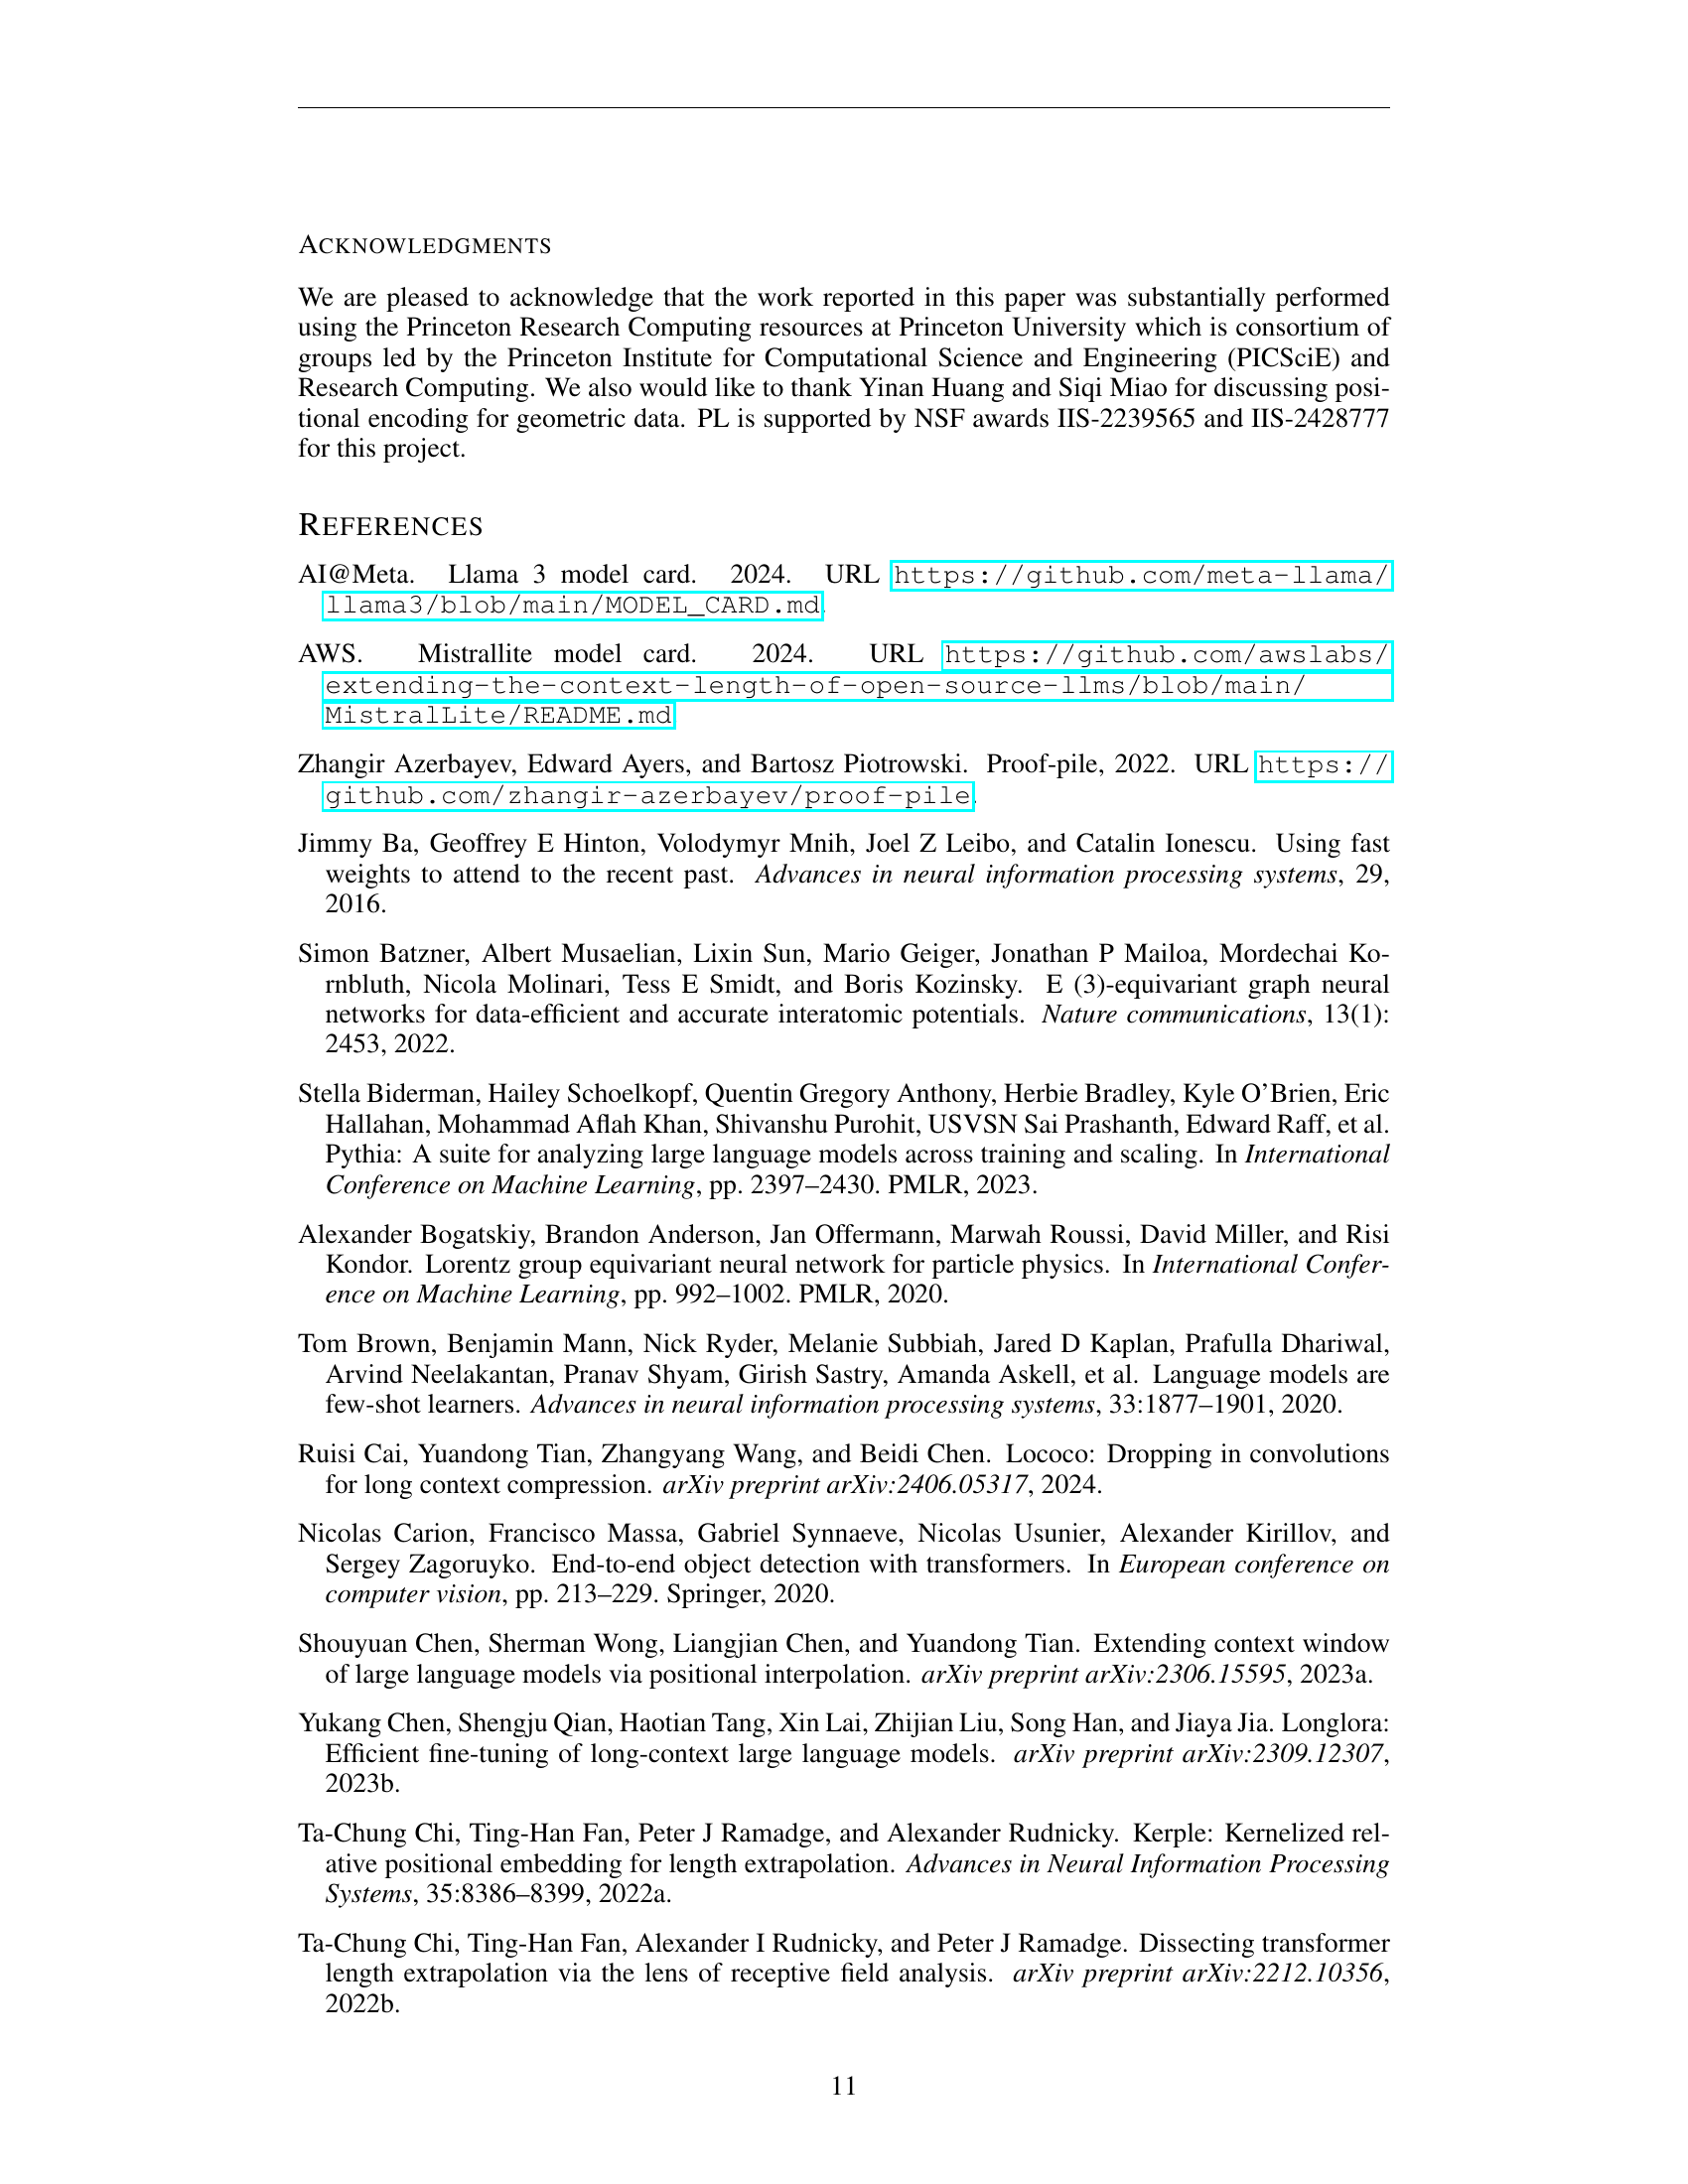 ACKNOWLEDGMENTS
We are pleased to acknowledge that the work reported in this paper was substantially performed
using the Princeton Research Computing resources at Princeton University which is consortium of
groups led by the Princeton Institute for Computational Science and Engineering (PICSciE) and
Research Computing. We also would like to thank Yinan Huang and Siqi Miao for discussing posi-
tional encoding for geometric data. PL is supported by NSF awards IIS-2239565 and IIS-2428777
for this project.
REFERENCES
AI@Meta. Llama 3 model card. 2024. URL https://github.com/meta-llama/
llama3/blob/main/MODEL_CARD.md.
AWS. Mistrallite model card. 2024. URL https://github.com/awslabs/
extending-the-context-length-of-open-source-llms/blob/main/
MistralLite/README.md
Zhangir Azerbayev, Edward Ayers, and Bartosz Piotrowski. Proof-pile, 2022. URL https://
github.com/zhangir-azerbayev/proof-pile.
Jimmy Ba, Geoffrey E Hinton, Volodymyr Mnih, Joel Z Leibo, and Catalin Ionescu. Using fast
weights to attend to the recent past. Advances in neural information processing systems, 29,
2016.
Simon Batzner, Albert Musaelian, Lixin Sun, Mario Geiger, Jonathan P Mailoa, Mordechai Ko-
rnbluth, Nicola Molinari, Tess E Smidt, and Boris Kozinsky. E (3)-equivariant graph neural
networks for data-efficient and accurate interatomic potentials. Nature communications, 13(1):
2453, 2022.
Stella Biderman, Hailey Schoelkopf, Quentin Gregory Anthony, Herbie Bradley, Kyle O'Brien, Eric
Hallahan, Mohammad Aflah Khan, Shivanshu Purohit, USVSN Sai Prashanth, Edward Raff, et al.
Pythia: A suite for analyzing large language models across training and scaling. In International
Conference on Machine Learning, pp. 2397–2430. PMLR, 2023.
Alexander Bogatskiy, Brandon Anderson, Jan Offermann, Marwah Roussi, David Miller, and Risi
Kondor. Lorentz group equivariant neural network for particle physics. In International Confer-
ence on Machine Learning, pp. 992–1002. PMLR, 2020.
Tom Brown, Benjamin Mann, Nick Ryder, Melanie Subbiah, Jared D Kaplan, Prafulla Dhariwal,
Arvind Neelakantan, Pranav Shyam, Girish Sastry, Amanda Askell, et al. Language models are
few-shot learners. Advances in neural information processing systems, 33:1877–1901, 2020.
Ruisi Cai, Yuandong Tian, Zhangyang Wang, and Beidi Chen. Lococo: Dropping in convolutions
for long context compression. arXiv preprint arXiv:2406.05317, 2024.
Nicolas Carion, Francisco Massa, Gabriel Synnaeve, Nicolas Usunier, Alexander Kirillov, and
Sergey Zagoruyko. End-to-end object detection with transformers. In European conference on
computer vision, pp. 213–229. Springer, 2020.
Shouyuan Chen, Sherman Wong, Liangjian Chen, and Yuandong Tian. Extending context window
of large language models via positional interpolation. arXiv preprint arXiv:2306.15595, 2023a.
Yukang Chen, Shengju Qian, Haotian Tang, Xin Lai, Zhijian Liu, Song Han, and Jiaya Jia. Longlora:
Efficient fine-tuning of long-context large language models. arXiv preprint arXiv:2309.12307,
2023b.
Ta-Chung Chi, Ting-Han Fan, Peter J Ramadge, and Alexander Rudnicky. Kerple: Kernelized rel-
ative positional embedding for length extrapolation. Advances in Neural Information Processing
Systems, 35:8386–8399, 2022a.
Ta-Chung Chi, Ting-Han Fan, Alexander I Rudnicky, and Peter J Ramadge. Dissecting transformer
length extrapolation via the lens of receptive field analysis. arXiv preprint arXiv:2212.10356,
2022b.
11